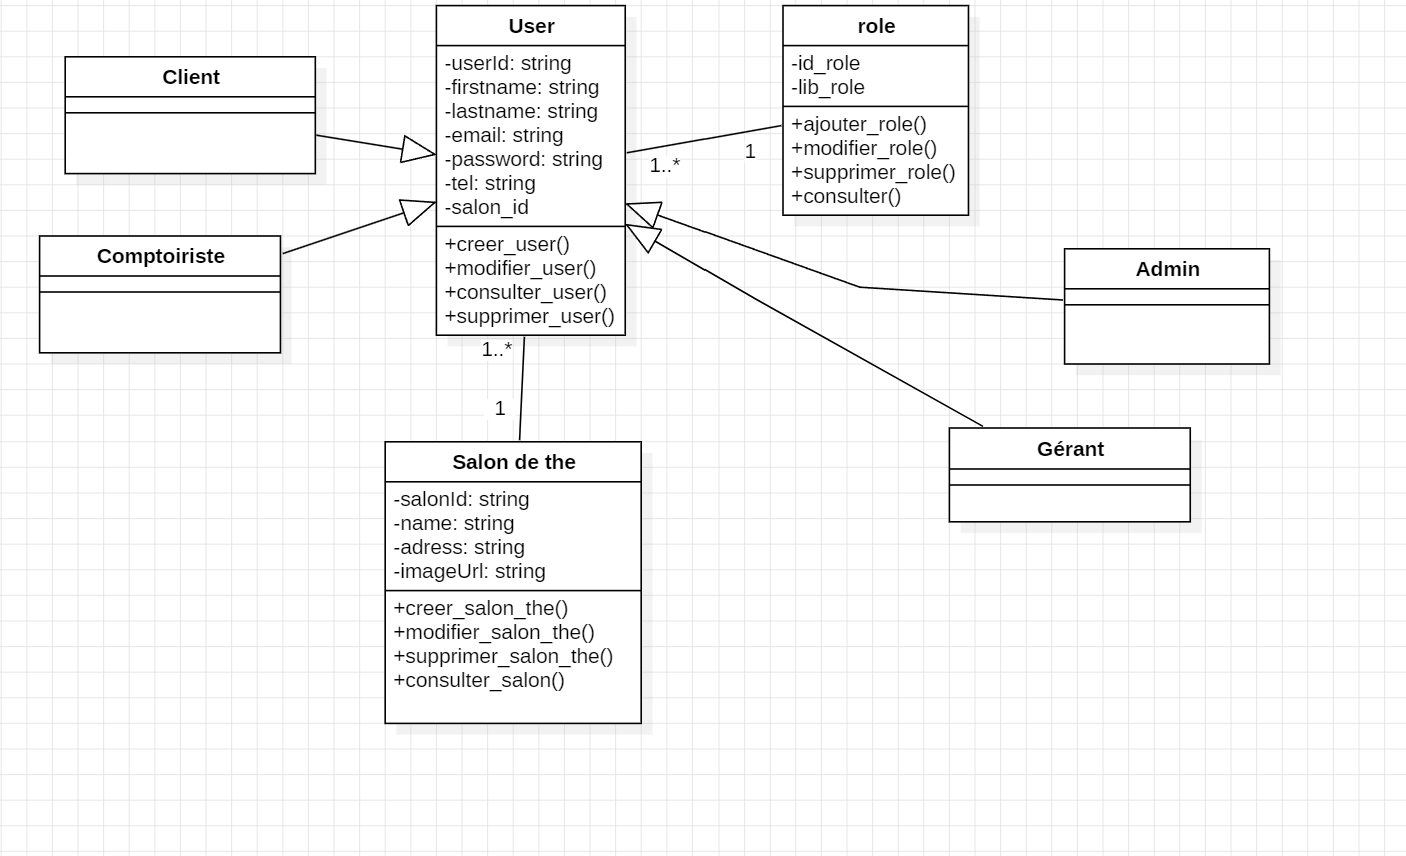 Client
Comptoiriste
User
-userId: string
-firstname: string
-lastname: string
-email: string
-password: string
-tel: string
-salon_id
+creer_user()
+modifier_user()
+consulter_user()
+supprimer_user()
role
-id_role
-lib_role
+ajouter_role()
+modifier_role()
+supprimer_role()
+consulter()
1..*
1
Admin
Gérant
1..*
1
Salon de the
-salonId: string
-name: string
-adress: string
-imageUrl: string
+creer_salon_the()
+modifier_salon_the()
+supprimer_salon_the()
+consulter_salon()